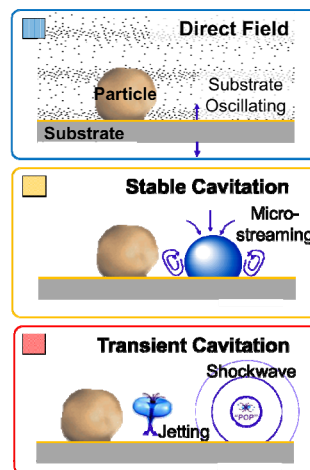 Direct Field
Particle
Substrate
Oscillating
Substrate
Stable Cavitation
Micro-
streaming
Transient Cavitation
Shockwave
"POP"
Jetting